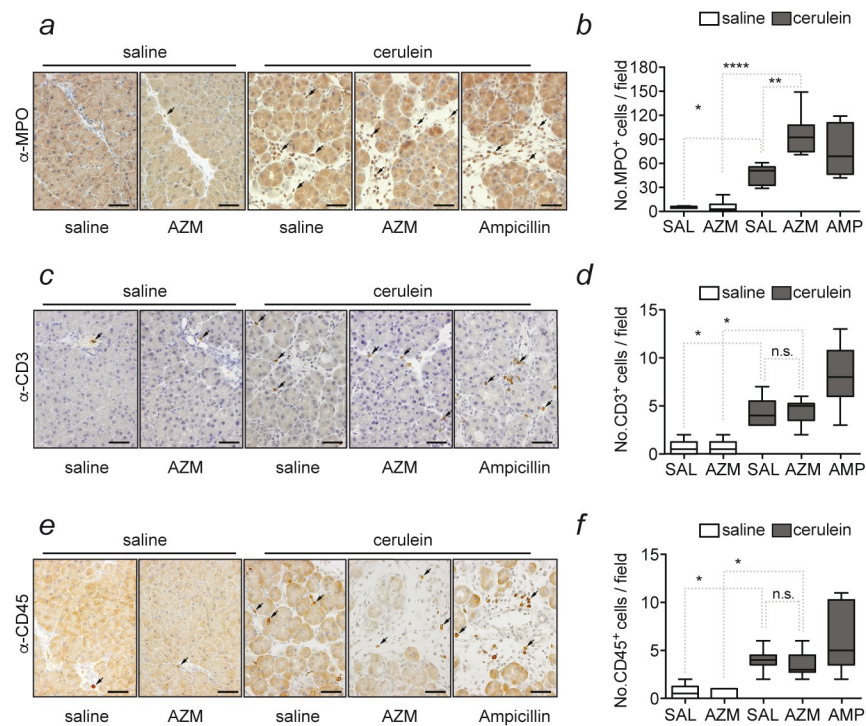 a
saline
cerulein
α-MPO
saline
AZM
saline
AZM
Ampicillin
b
saline
cerulein
No.MPO+ cells / field
180
150
120
90
60
30
0
*
****
**
SAL
AZM
SAL
AZM
AMP
c
saline
cerulein
α-CD3
saline
AZM
saline
AZM
Ampicillin
d
saline
cerulein
No.CD3+ cells / field
15
10
5
0
*
*
n.s.
SAL
AZM
SAL
AZM
AMP
e
saline
cerulein
α-CD45
saline
AZM
saline
AZM
Ampicillin
f
saline
cerulein
No.CD45+ cells / field
15
10
5
0
*
*
n.s.
SAL
AZM
SAL
AZM
AMP